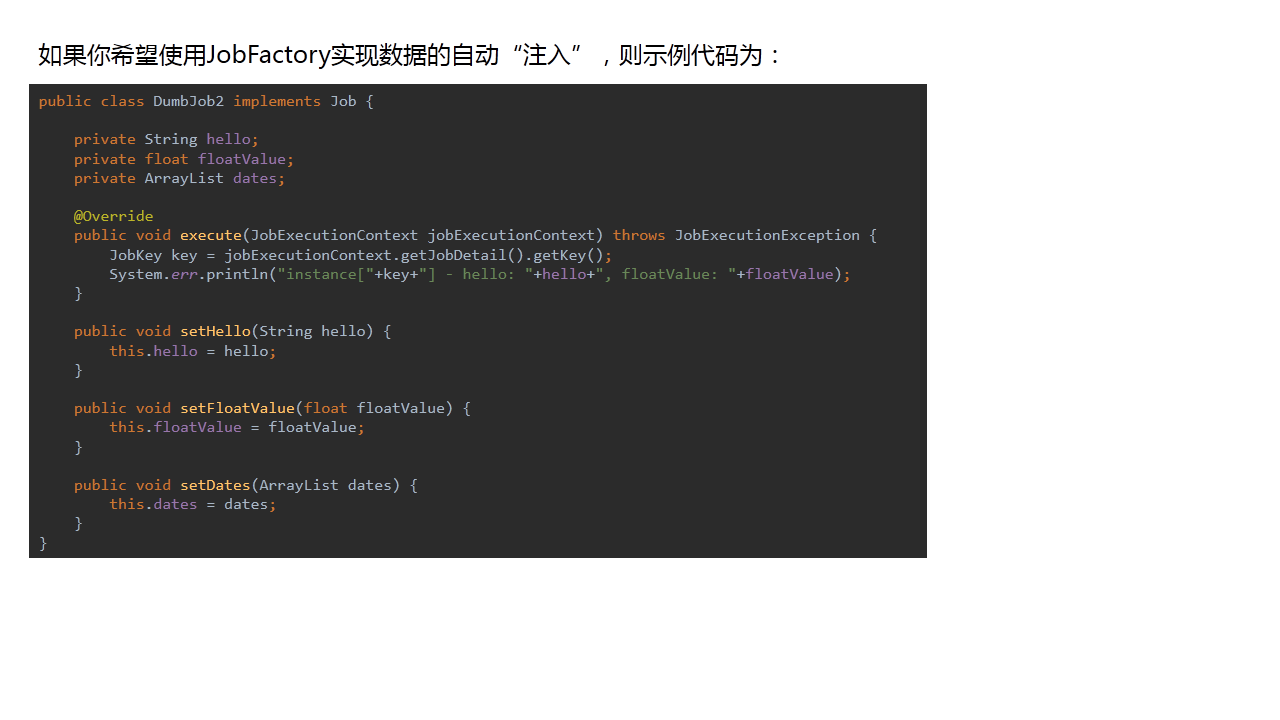 如果你希望使用JobFactory实现数据的自动“注入”，则示例代码为：
public class DumbJob2 implements Job {
    private String hello;
    private float floatValue;
    private ArrayList dates;
    @Override
    public void execute(JobExecutionContext jobExecutionContext) throws JobExecutionException {
        JobKey key = jobExecutionContext.getJobDetail().getKey();
        System.err.println("instance["+key+"] - hello: "+hello+", floatValue: "+floatValue);
    }
    public void setHello(String hello) {
        this.hello = hello;
    }
    public void setFloatValue(float floatValue) {
        this.floatValue = floatValue;
    }
    public void setDates(ArrayList dates) {
        this.dates = dates;
    }
}